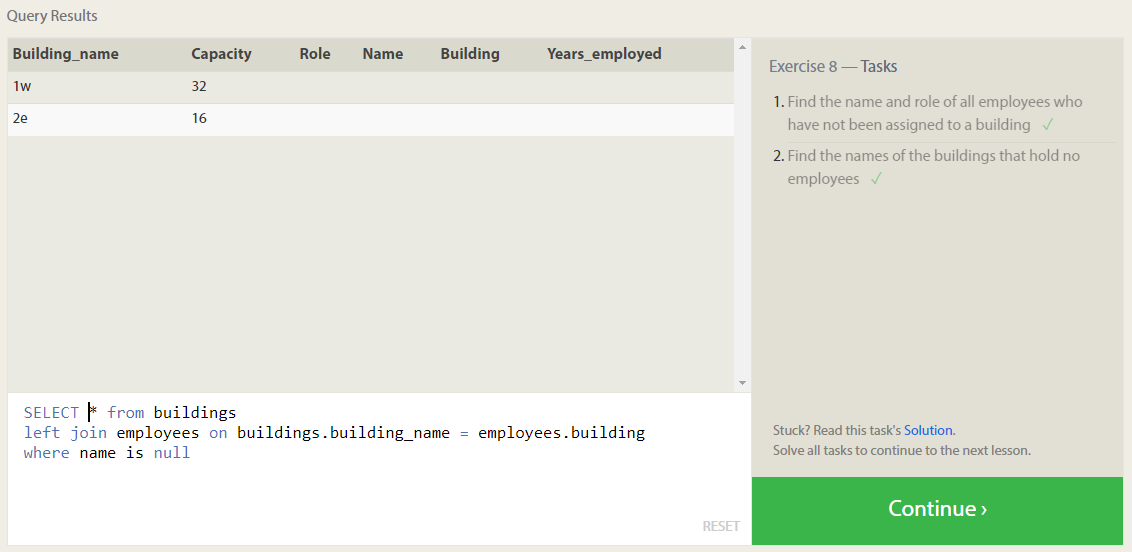 Query Results
Building_name Capacity Role Name Building Years_employed
1w 32
2e 16
SELECT * from buildings
left join employees on buildings.building_name = employees.building
where name is null
RESET
Exercise 8 — Tasks
1. Find the name and role of all employees who
have not been assigned to a building ✓
2. Find the names of the buildings that hold no
employees ✓
Stuck? Read this task's Solution.
Solve all tasks to continue to the next lesson.
Continue ›